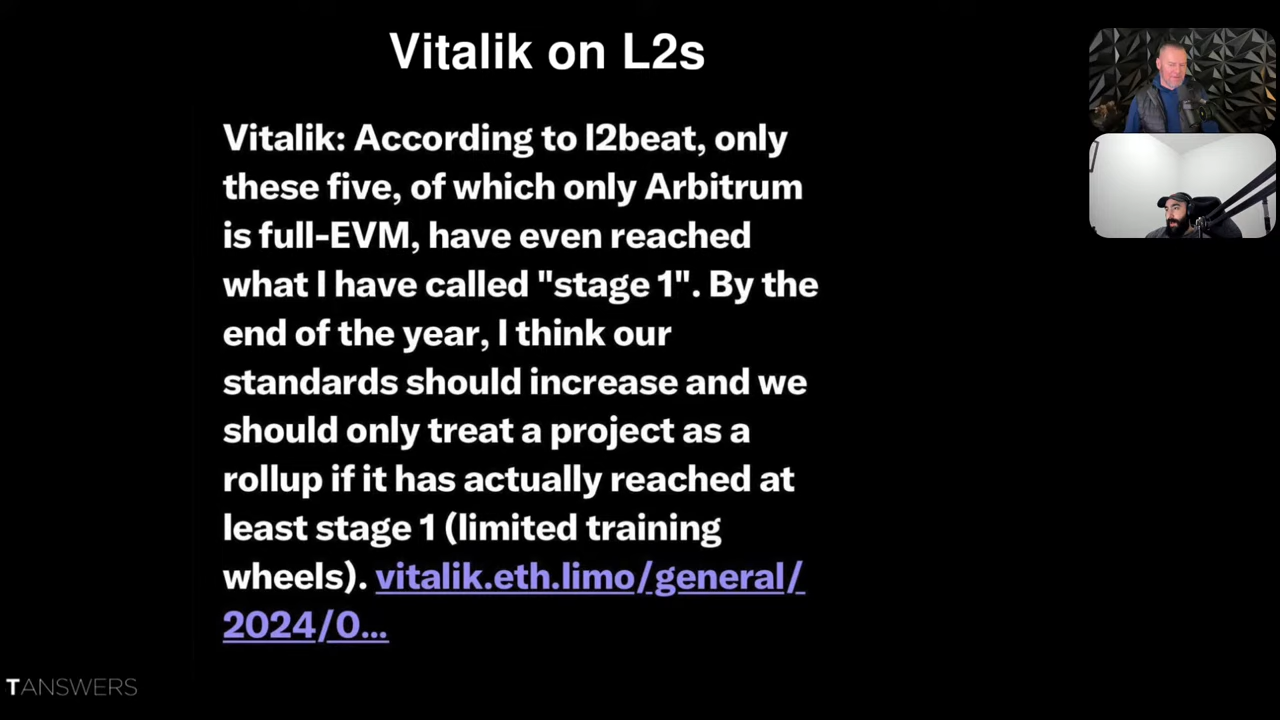 Vitalik on L2s
Vitalik: According to l2beat, only
these five, of which only Arbitrum
is full-EVM, have even reached
what I have called "stage 1". By the
end of the year, I think our
standards should increase and we
should only treat a project as a
rollup if it has actually reached at
least stage 1 (limited training
wheels). vitalik.eth.limo/general/
2024/0...
TANSWERS